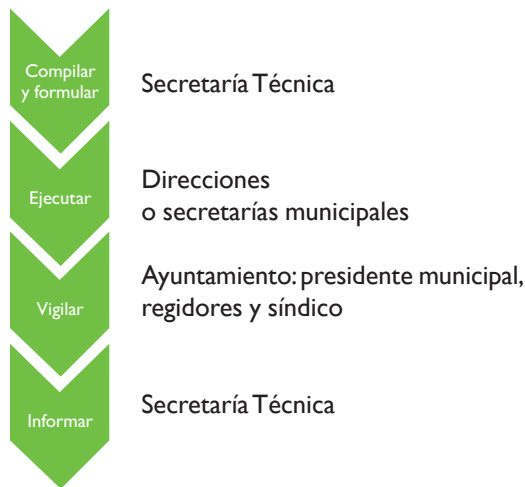 Compilar
y formular
Secretaría Técnica
Ejecutar
Direcciones
o secretarías municipales
Vigilar
Ayuntamiento: presidente municipal,
regidores y síndico
Informar
Secretaría Técnica